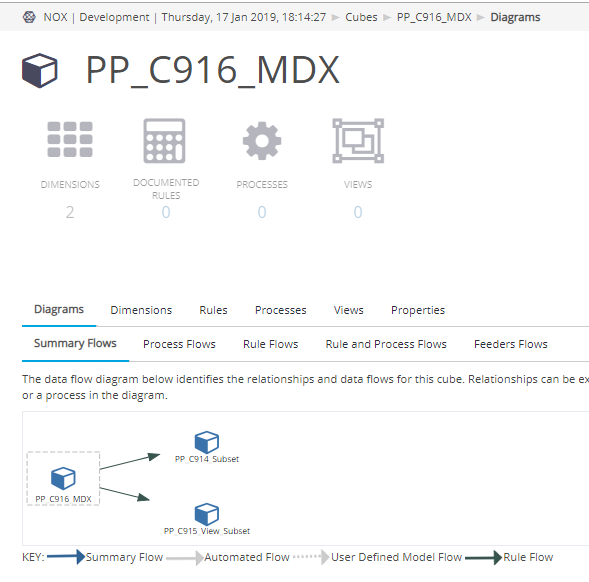 NOX | Development | Thursday, 17 Jan 2019, 18:14:27 Cubes PP_C916_MDX Diagrams
PP_C916_MDX
DIMENSIONS DOCUMENTED RULES PROCESSES VIEWS
2 0 0 0
Diagrams Dimensions Rules Processes Views Properties
Summary Flows Process Flows Rule Flows Rule and Process Flows Feeders Flows
The data flow diagram below identifies the relationships and data flows for this cube. Relationships can be ex
or a process in the diagram.
PP_C914_Subset
PP_C916_MDX
PP_C915_View_Subset
KEY: Summary Flow Automated Flow User Defined Model Flow Rule Flow